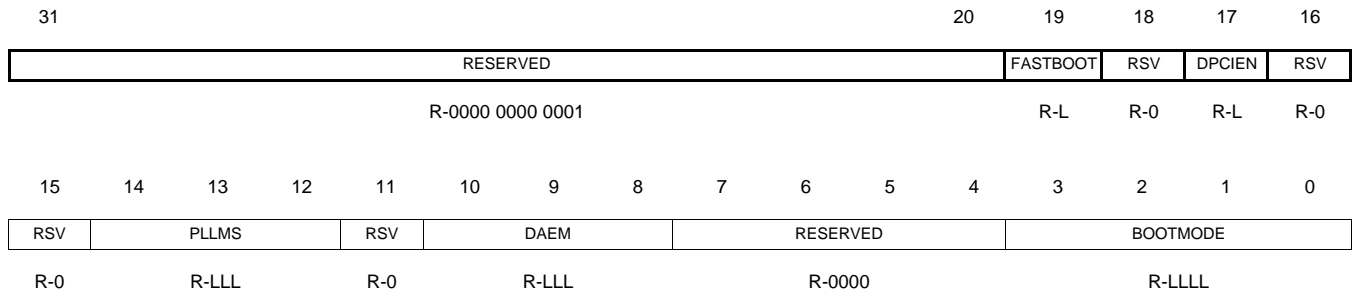 31 20 19 18 17 16
RESERVED FASTBOOT RSV DPCIEN RSV
R-0000 0000 0001 R-L R-0 R-L R-0
15 14 13 12 11 10 9 8 7 6 5 4 3 2 1 0
RSV PLLMS RSV DAEM RESERVED BOOTMODE
R-0 R-LLL R-0 R-LLL R-0000 R-LLLL